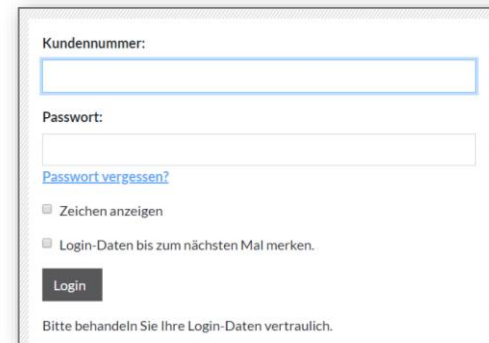 Kundennummer:
Passwort:
Passwort vergessen?
Zeichen anzeigen
Login-Daten bis zum nächsten Mal merken.
Login
Bitte behandeln Sie Ihre Login-Daten vertraulich.